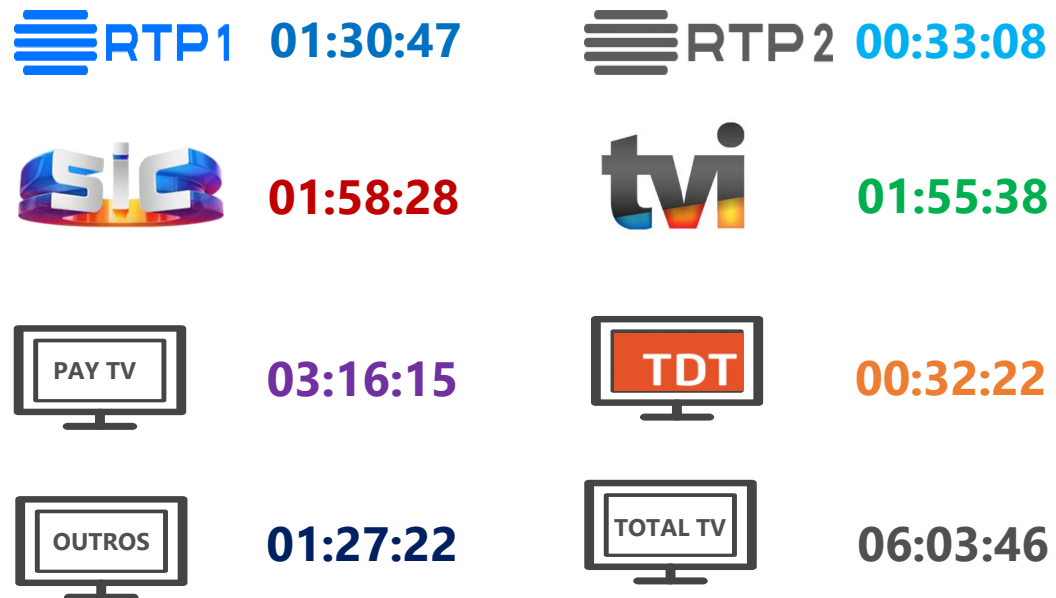 RTP1 01:30:47
RTP2 00:33:08
sic 01:58:28
tvi 01:55:38
PAY TV 03:16:15
TDT 00:32:22
OUTROS 01:27:22
TOTAL TV 06:03:46